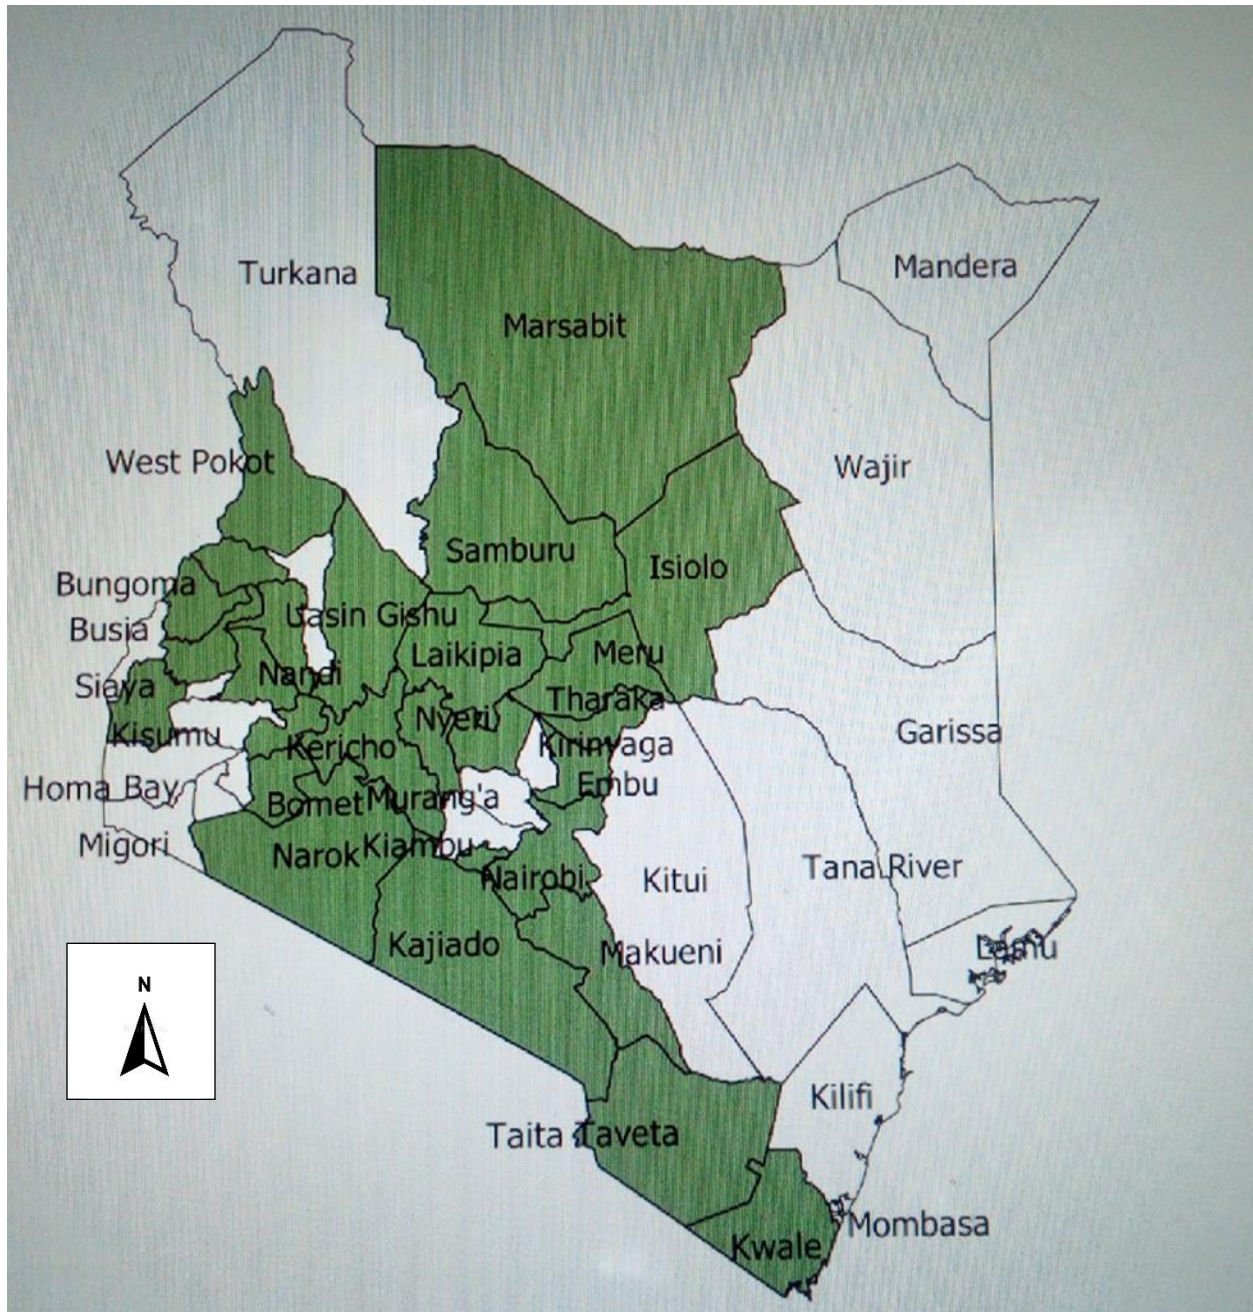 Turkana
Mandera
Marsabit
West Pokot
Wajir
Samburu
Isiolo
Bungoma
Uasin Gishu
Busia
Laikipia
Meru
Nandi
Siaya
Tharaka
Nyeri
Garissa
Kisumu
Kericho
Kirinyaga
Embu
Homa Bay
Bomet
Murang'a
Migori
Narok
Kiambu
Nairobi
Kitui
Tana River
Kajiado
Makueni
Lamu
N
Kilifi
Taita Taveta
Mombasa
Kwale